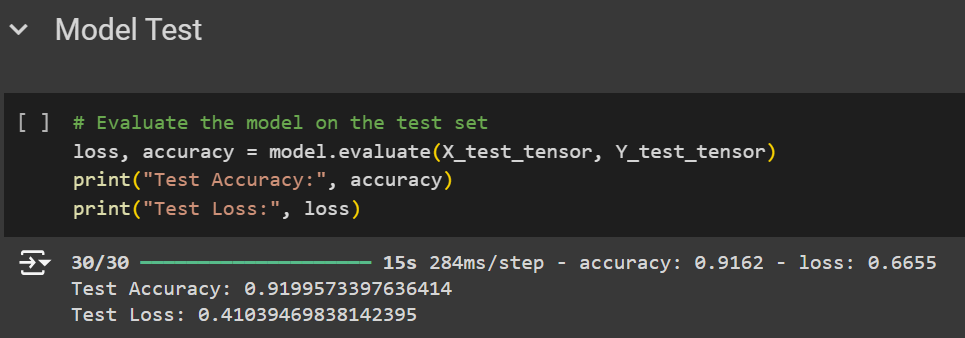 Model Test
[ ] # Evaluate the model on the test set
loss, accuracy = model.evaluate(X_test_tensor, Y_test_tensor)
print("Test Accuracy:", accuracy)
print("Test Loss:", loss)
30/30 ━━━━━━━━━━━━━━━━━━━━ 15s 284ms/step - accuracy: 0.9162 - loss: 0.6655
Test Accuracy: 0.9199573397636414
Test Loss: 0.41039469838142395